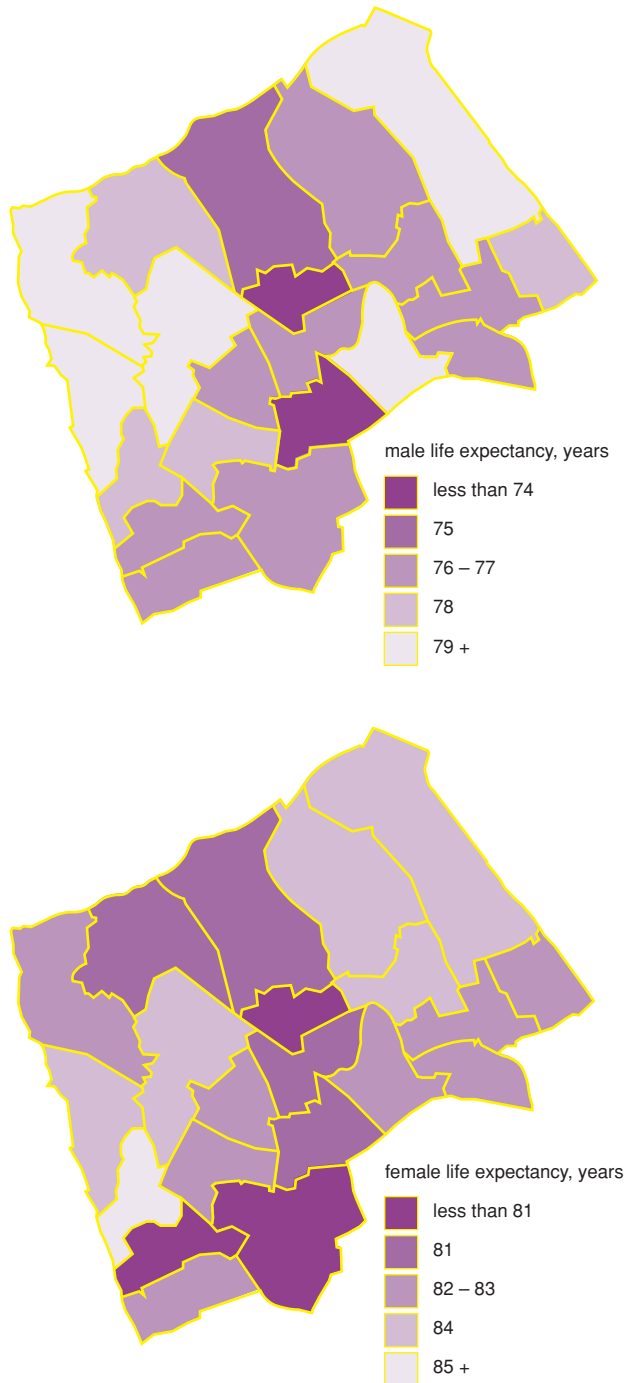 male life expectancy, years
less than 74
75
76 – 77
78
79 +
female life expectancy, years
less than 81
81
82 – 83
84
85 +